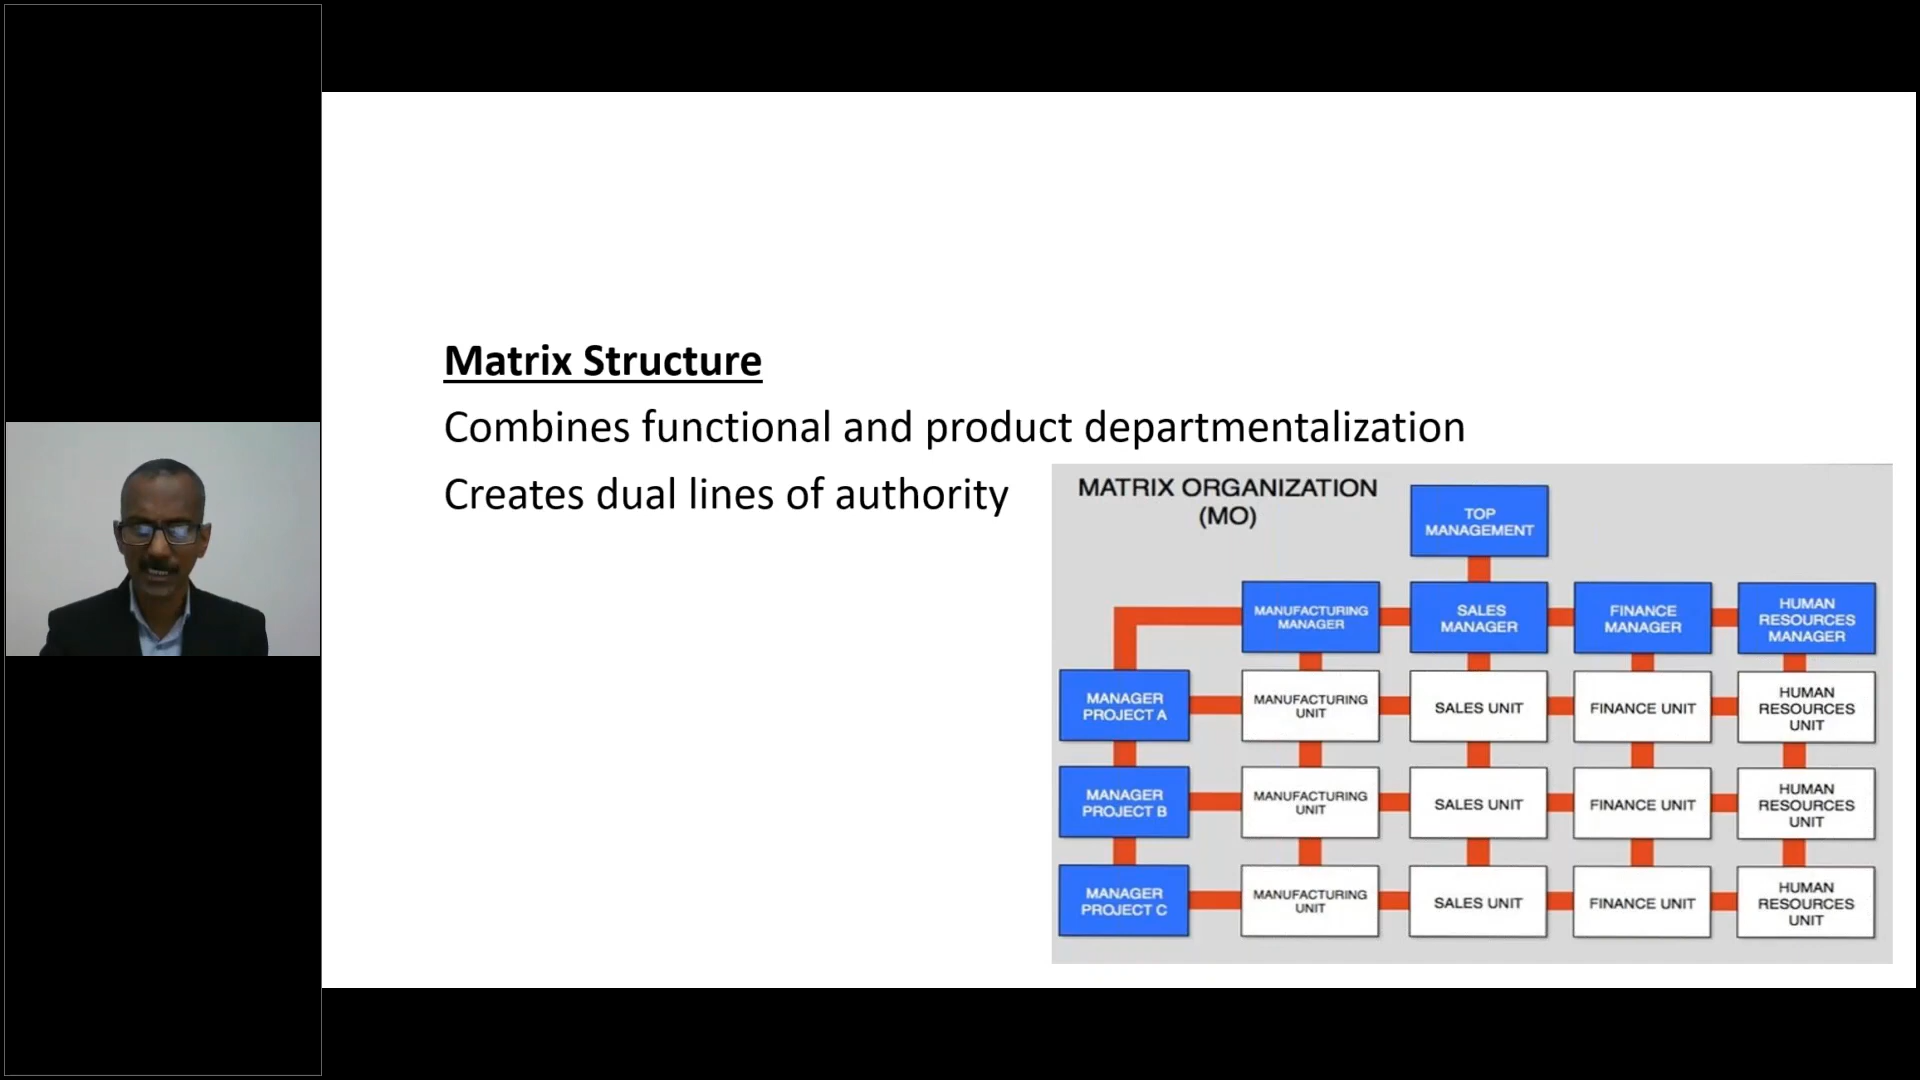 Matrix Structure
Combines functional and product departmentalization
Creates dual lines of authority
MATRIX ORGANIZATION
(MO)
TOP
MANAGEMENT
MANUFACTURING
MANAGER
SALES
MANAGER
FINANCE
MANAGER
HUMAN
RESOURCES
MANAGER
MANAGER
PROJECT A
MANUFACTURING
UNIT
SALES UNIT
FINANCE UNIT
HUMAN
RESOURCES
UNIT
MANAGER
PROJECT B
MANUFACTURING
UNIT
SALES UNIT
FINANCE UNIT
HUMAN
RESOURCES
UNIT
MANAGER
PROJECT C
MANUFACTURING
UNIT
SALES UNIT
FINANCE UNIT
HUMAN
RESOURCES
UNIT